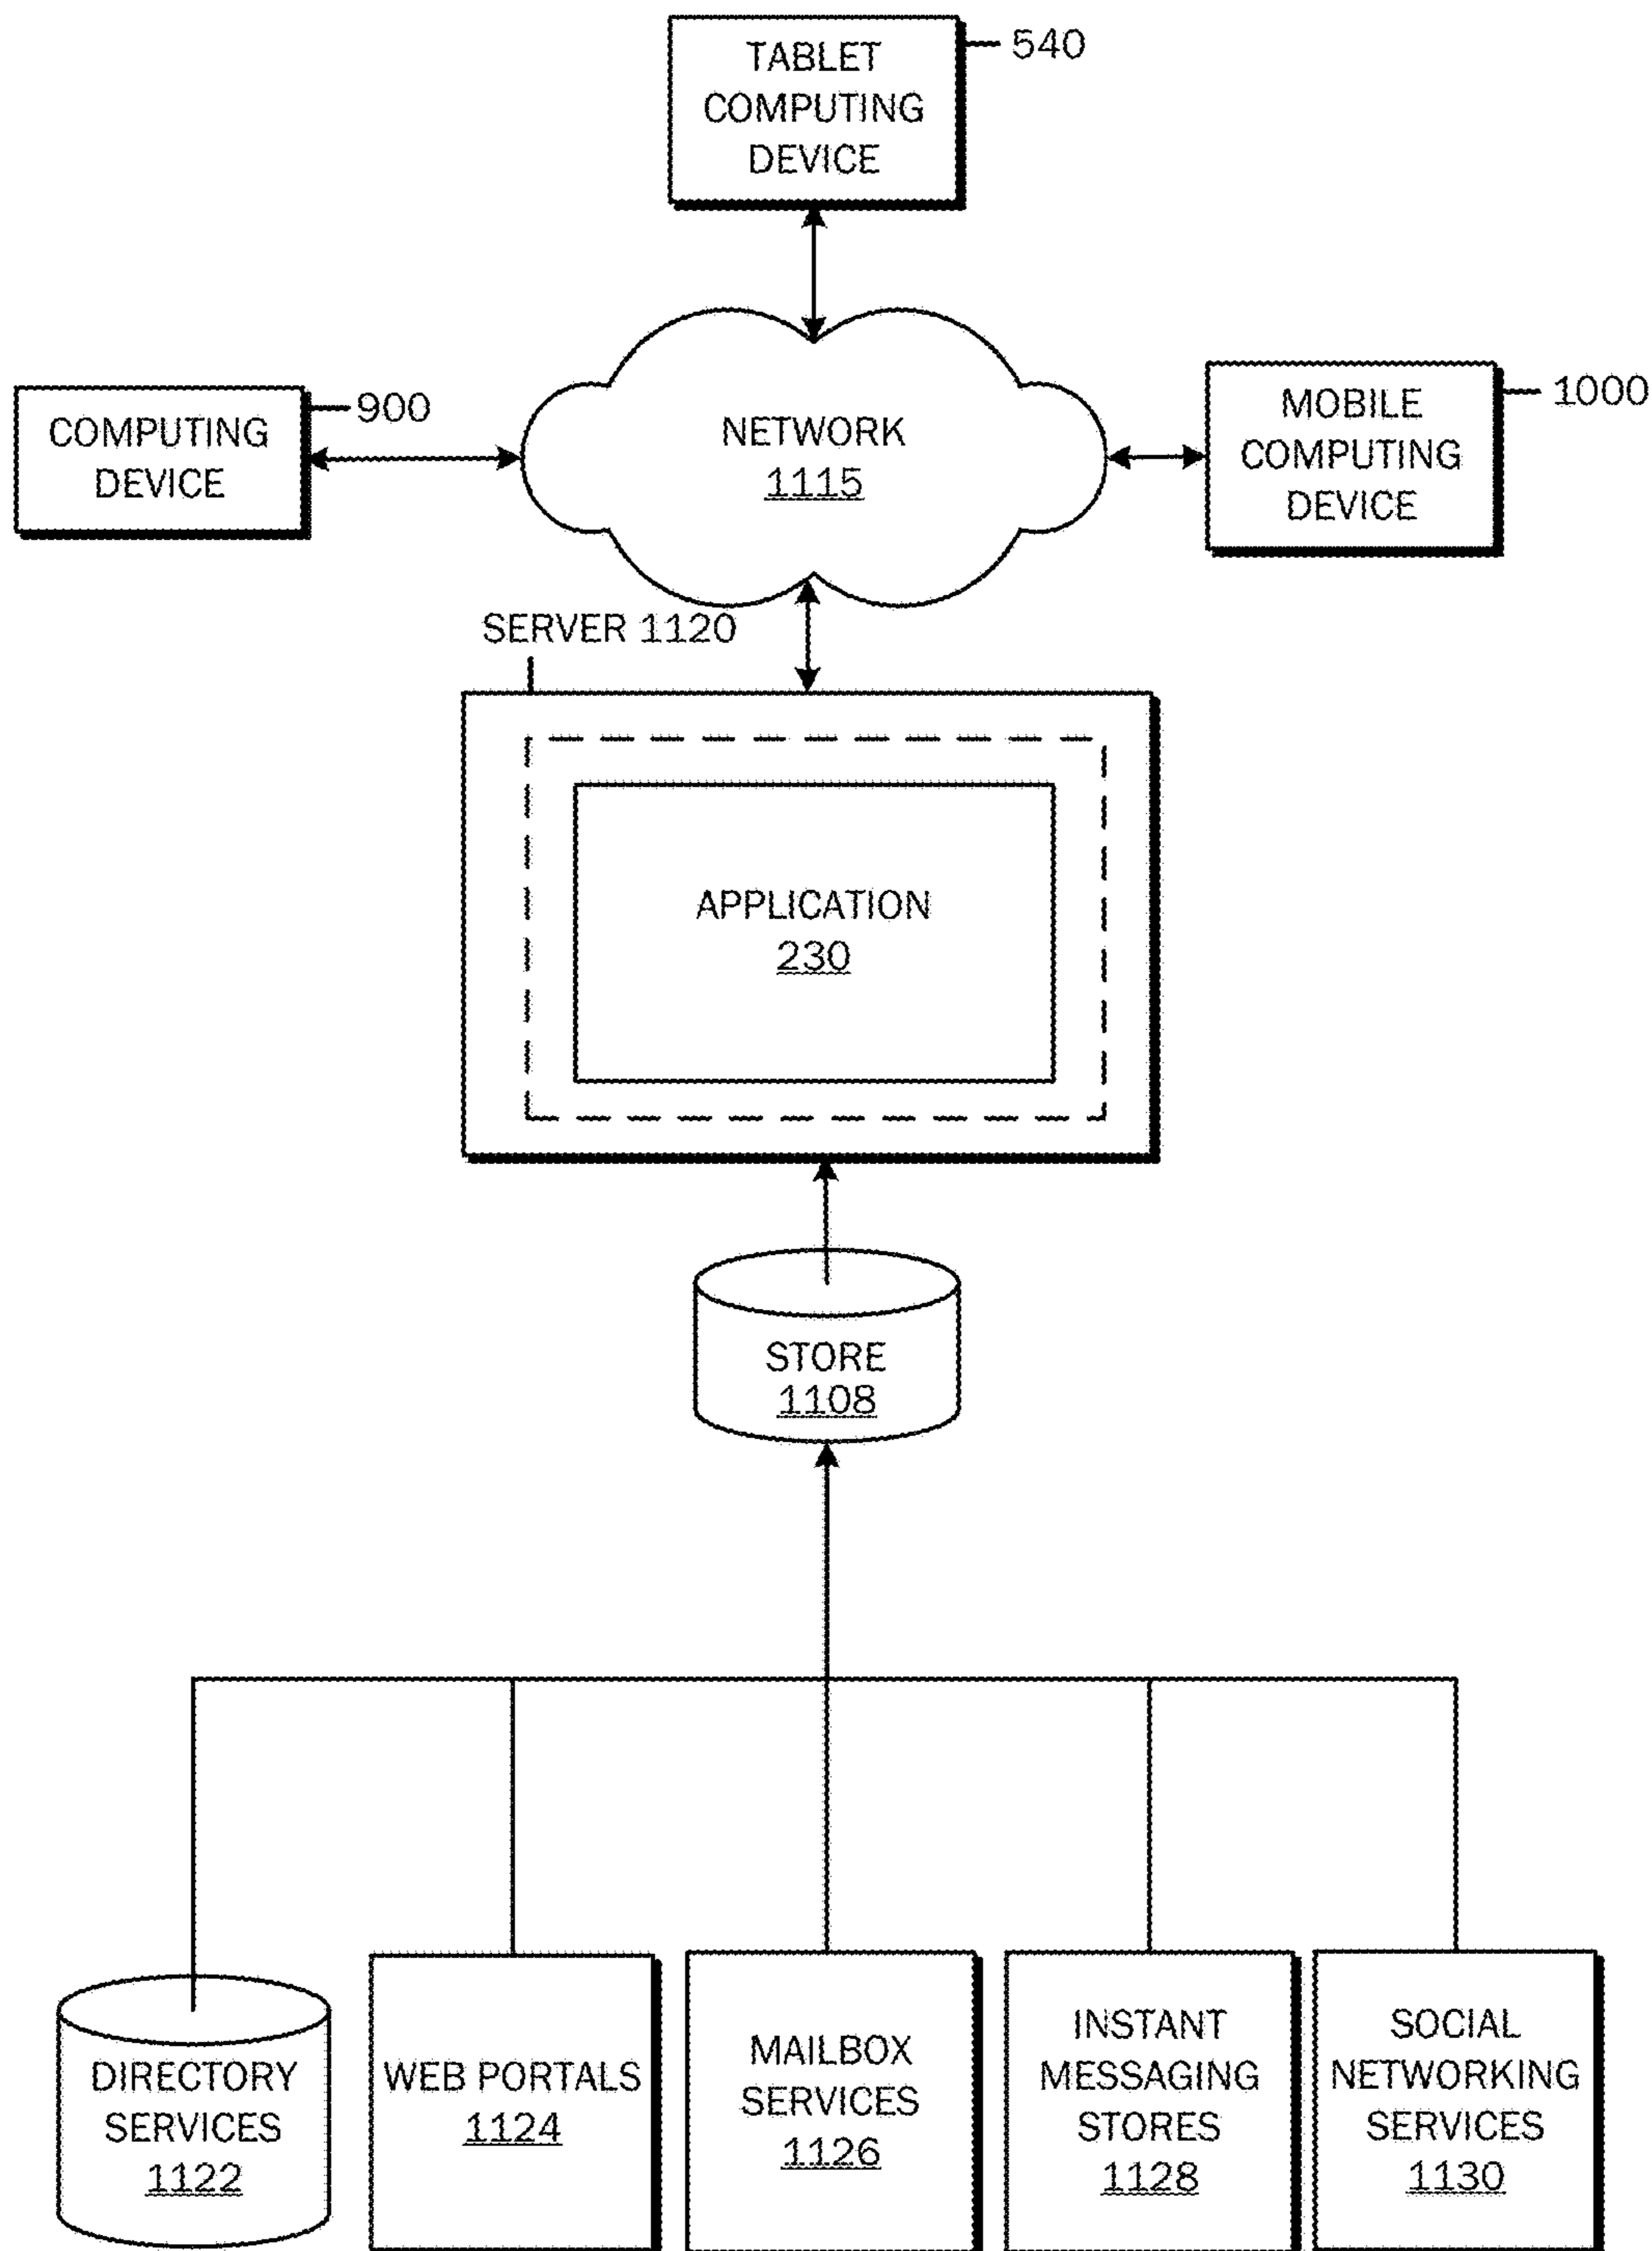 TABLET
COMPUTING
DEVICE
540
COMPUTING
DEVICE
900
NETWORK
1115
MOBILE
COMPUTING
DEVICE
1000
SERVER 1120
APPLICATION
230
STORE
1108
DIRECTORY
SERVICES
1122
WEB PORTALS
1124
MAILBOX
SERVICES
1126
INSTANT
MESSAGING
STORES
1128
SOCIAL
NETWORKING
SERVICES
1130